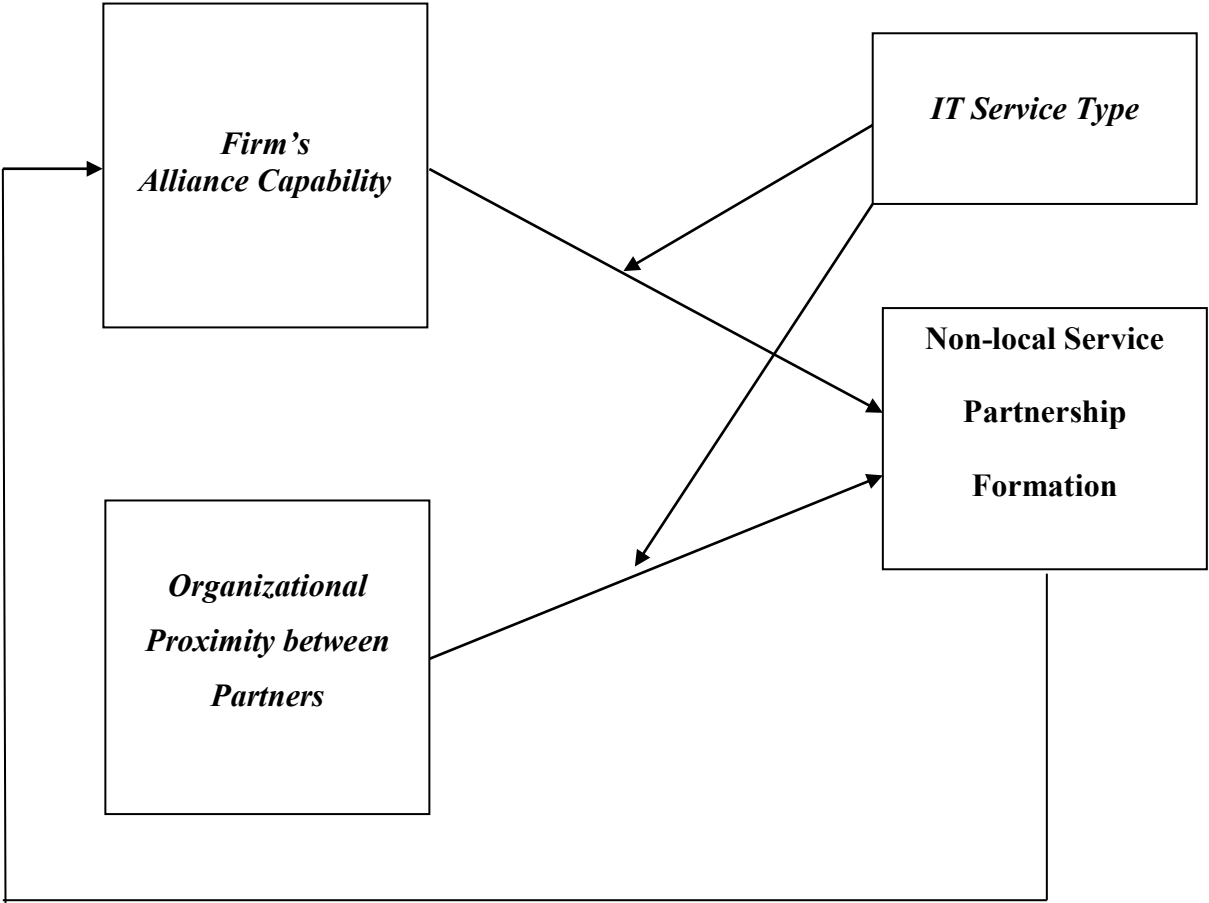 Firm’s
Alliance Capability
IT Service Type
Non-local Service
Partnership
Formation
Organizational
Proximity between
Partners